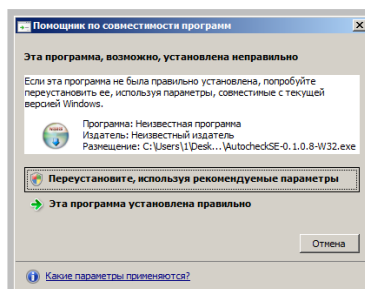 Помощник по совместимости программ
Эта программа, возможно, установлена неправильно
Если эта программа не была правильно установлена, попробуйте
переустановить ее, используя параметры, совместимые с текущей
версией Windows.
Программа: Неизвестная программа
Издатель: Неизвестный издатель
Размещение: C:\Users\1\Desk...\AutocheckSE-0.1.0.8-W32.exe
Переустановите, используя рекомендуемые параметры
Эта программа установлена правильно
Отмена
Какие параметры применяются?